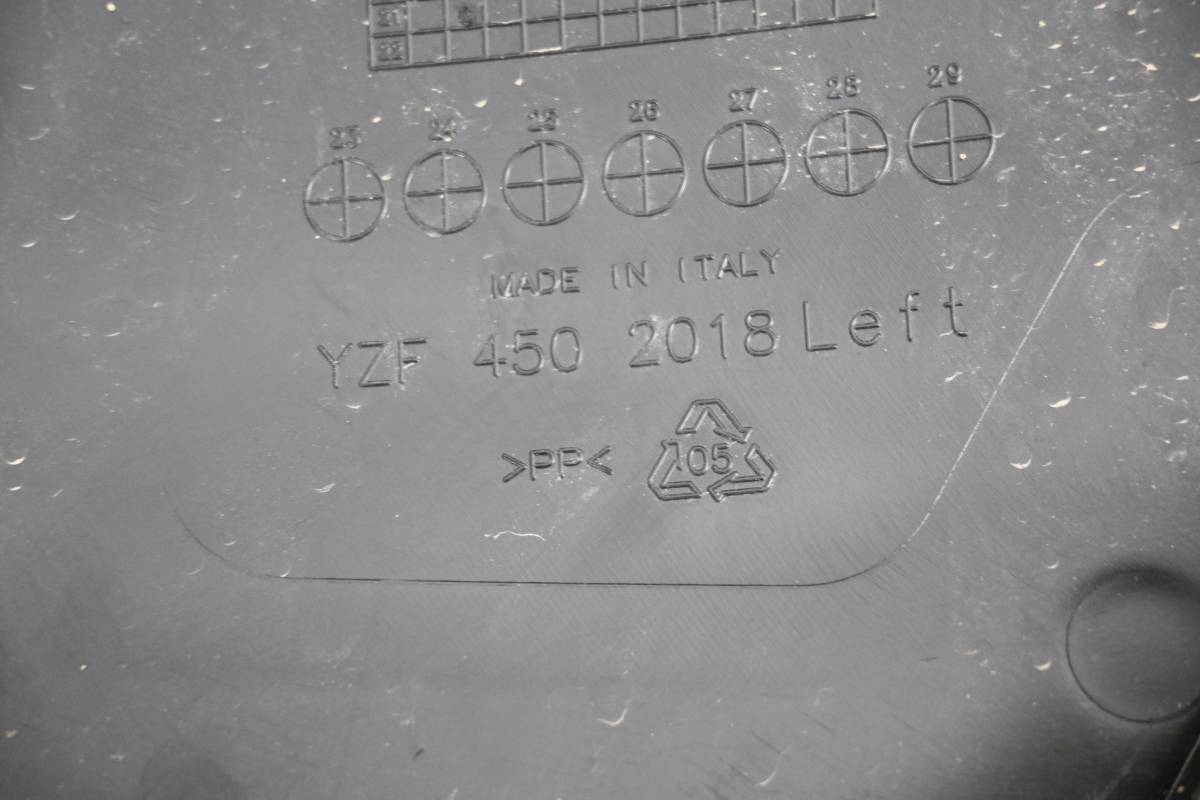 21
22
23 24 25 26 27 28 29
MADE IN ITALY
YZF 450 2018 Left
>PP<
05